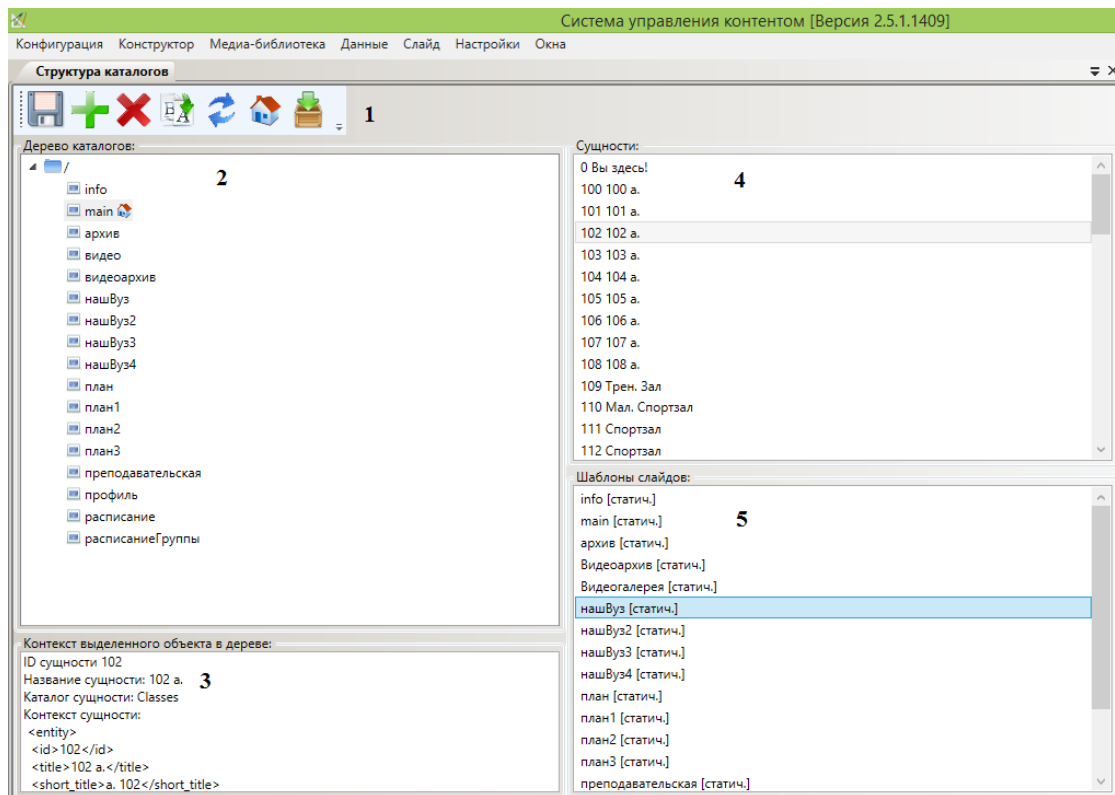 Система управления контентом [Версия 2.5.1.1409]
Конфигурация Конструктор Медиа-библиотека Данные Слайд Настройки Окна
Структура каталогов
1
Дерево каталогов:
/
2
info
main
архив
видео
видеоархив
нашВуз
нашВуз2
нашВуз3
нашВуз4
план
план1
план2
план3
преподавательская
профиль
расписание
расписаниеГруппы
Контекст выделенного объекта в дереве:
ID сущности 102
Название сущности: 102 а.
3
Каталог сущности: Classes
Контекст сущности:
<entity>
<id>102</id>
<title>102 а.</title>
<short_title>а. 102</short_title>
Сущности:
0 Вы здесь!
4
100 100 а.
101 101 а.
102 102 а.
103 103 а.
104 104 а.
105 105 а.
106 106 а.
107 107 а.
108 108 а.
109 Трен. Зал
110 Мал. Спортзал
111 Спортзал
112 Спортзал
Шаблоны слайдов:
info [статич.]
main [статич.]
5
архив [статич.]
Видеоархив [статич.]
Видеогалерея [статич.]
нашВуз [статич.]
нашВуз2 [статич.]
нашВуз3 [статич.]
нашВуз4 [статич.]
план [статич.]
план1 [статич.]
план2 [статич.]
план3 [статич.]
преподавательская [статич.]